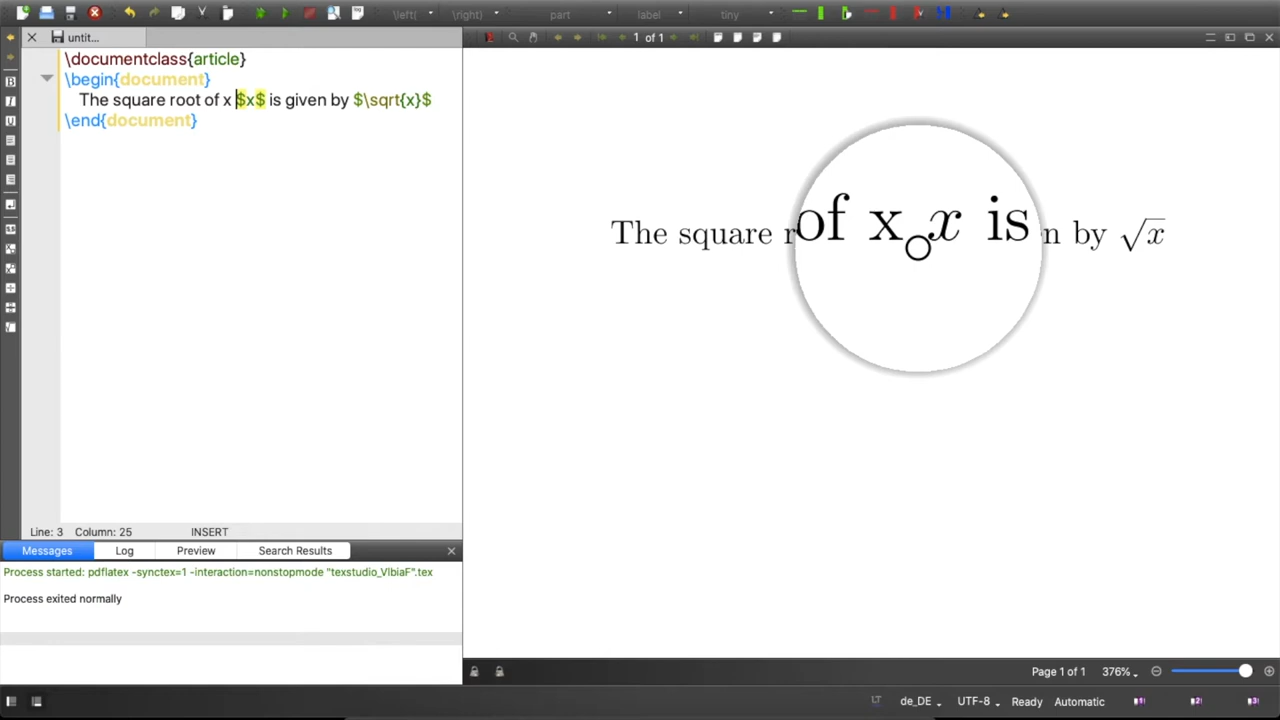 \left(
\right)
part
label
tiny
untit...
1 of 1
\documentclass{article}
\begin{document}
The square root of x $x$ is given by $\sqrt{x}$
\end{document}
The square r of x x is n by √x
Line: 3 Column: 25 INSERT
Messages Log Preview Search Results
Process started: pdflatex -synctex=1 -interaction=nonstopmode "texstudio_VlbiaF".tex
Process exited normally
Page 1 of 1 376%
LT de_DE UTF-8 Ready Automatic